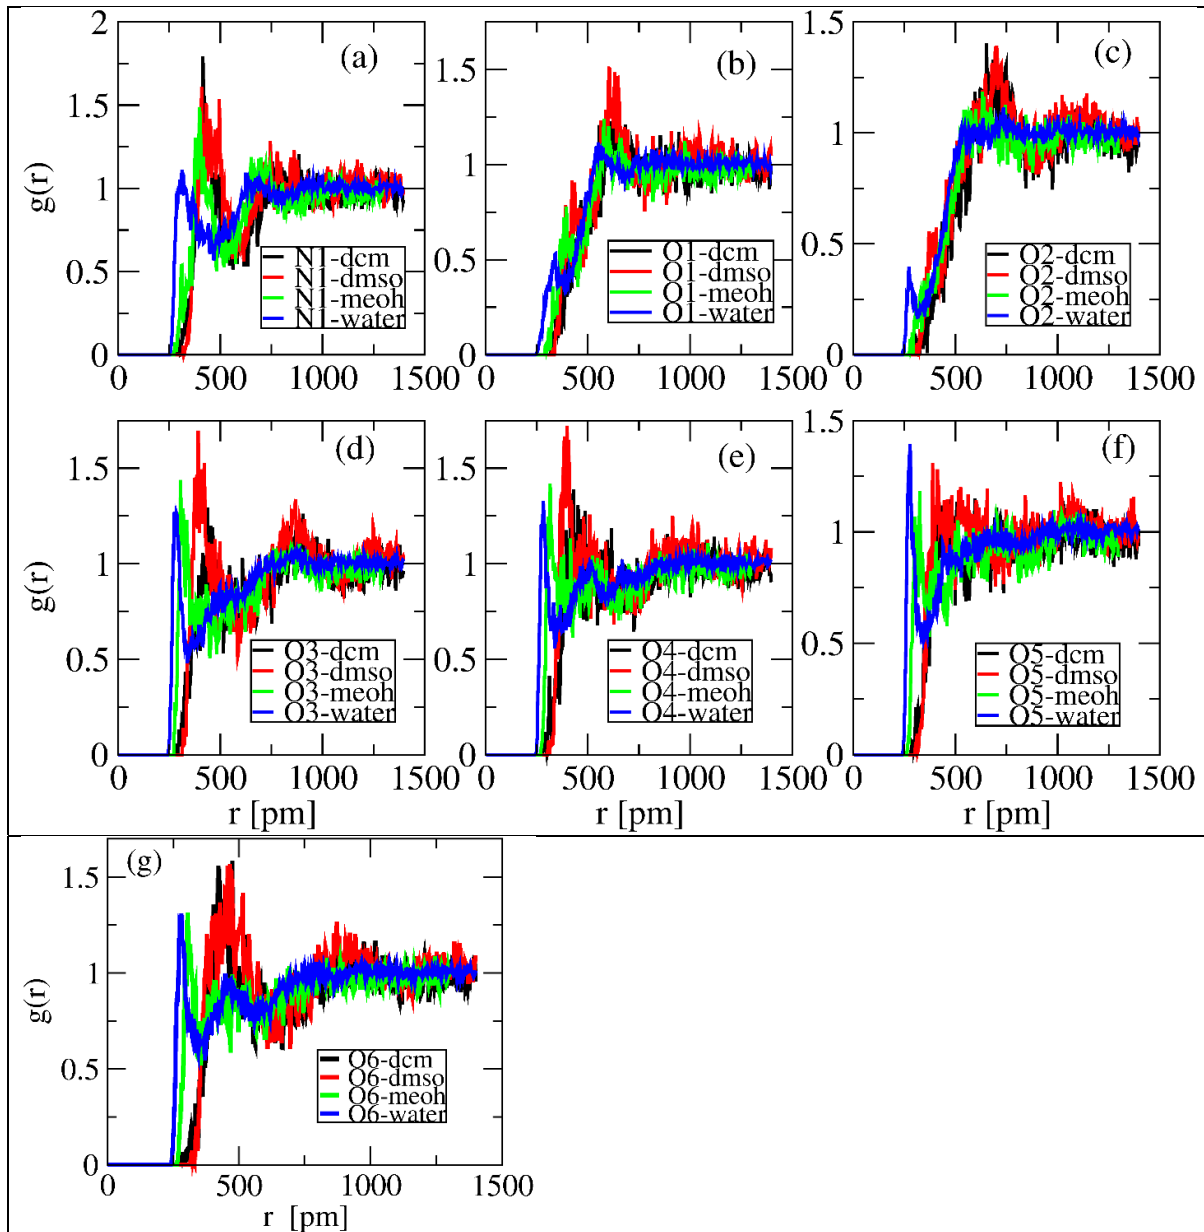 2
1.5
1
0.5
0
g(r)
(a)
N1-dcm
N1-dmso
N1-meoh
N1-water
0 500 1000 1500
1.5
1
0.5
0
(b)
O1-dcm
O1-dmso
O1-meoh
O1-water
0 500 1000 1500
1.5
1
0.5
0
(c)
O2-dcm
O2-dmso
O2-meoh
O2-water
0 500 1000 1500
1.5
1
0.5
0
g(r)
(d)
O3-dcm
O3-dmso
O3-meoh
O3-water
0 500 1000 1500
r [pm]
1.5
1
0.5
0
(e)
O4-dcm
O4-dmso
O4-meoh
O4-water
0 500 1000 1500
r [pm]
1.5
1
0.5
0
(f)
O5-dcm
O5-dmso
O5-meoh
O5-water
0 500 1000 1500
r [pm]
1.5
1
0.5
0
g(r)
(g)
O6-dcm
O6-dmso
O6-meoh
O6-water
0 500 1000 1500
r [pm]